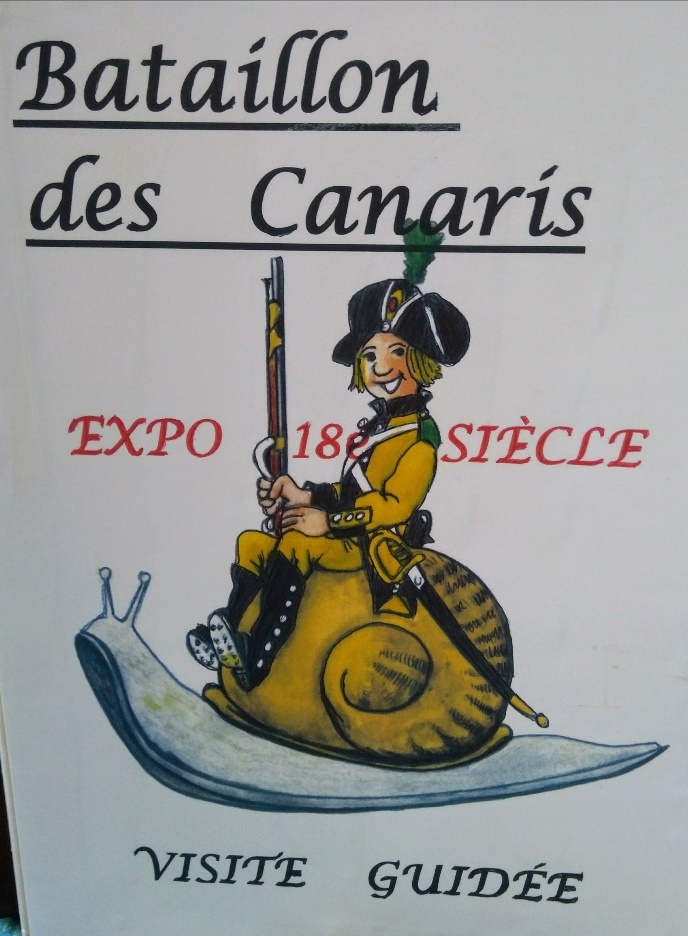 Bataillon
des Canaris
EXPO 18e SIÈCLE
VISITE GUIDÉE